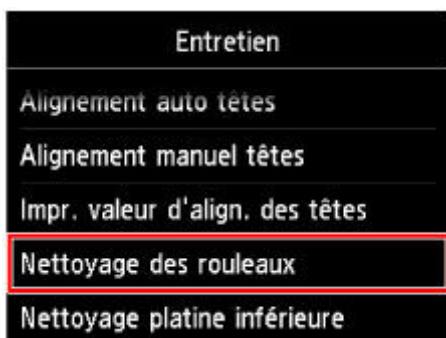 Entretien
Alignement auto têtes
Alignement manuel têtes
Impr. valeur d'align. des têtes
Nettoyage des rouleaux
Nettoyage platine inférieure